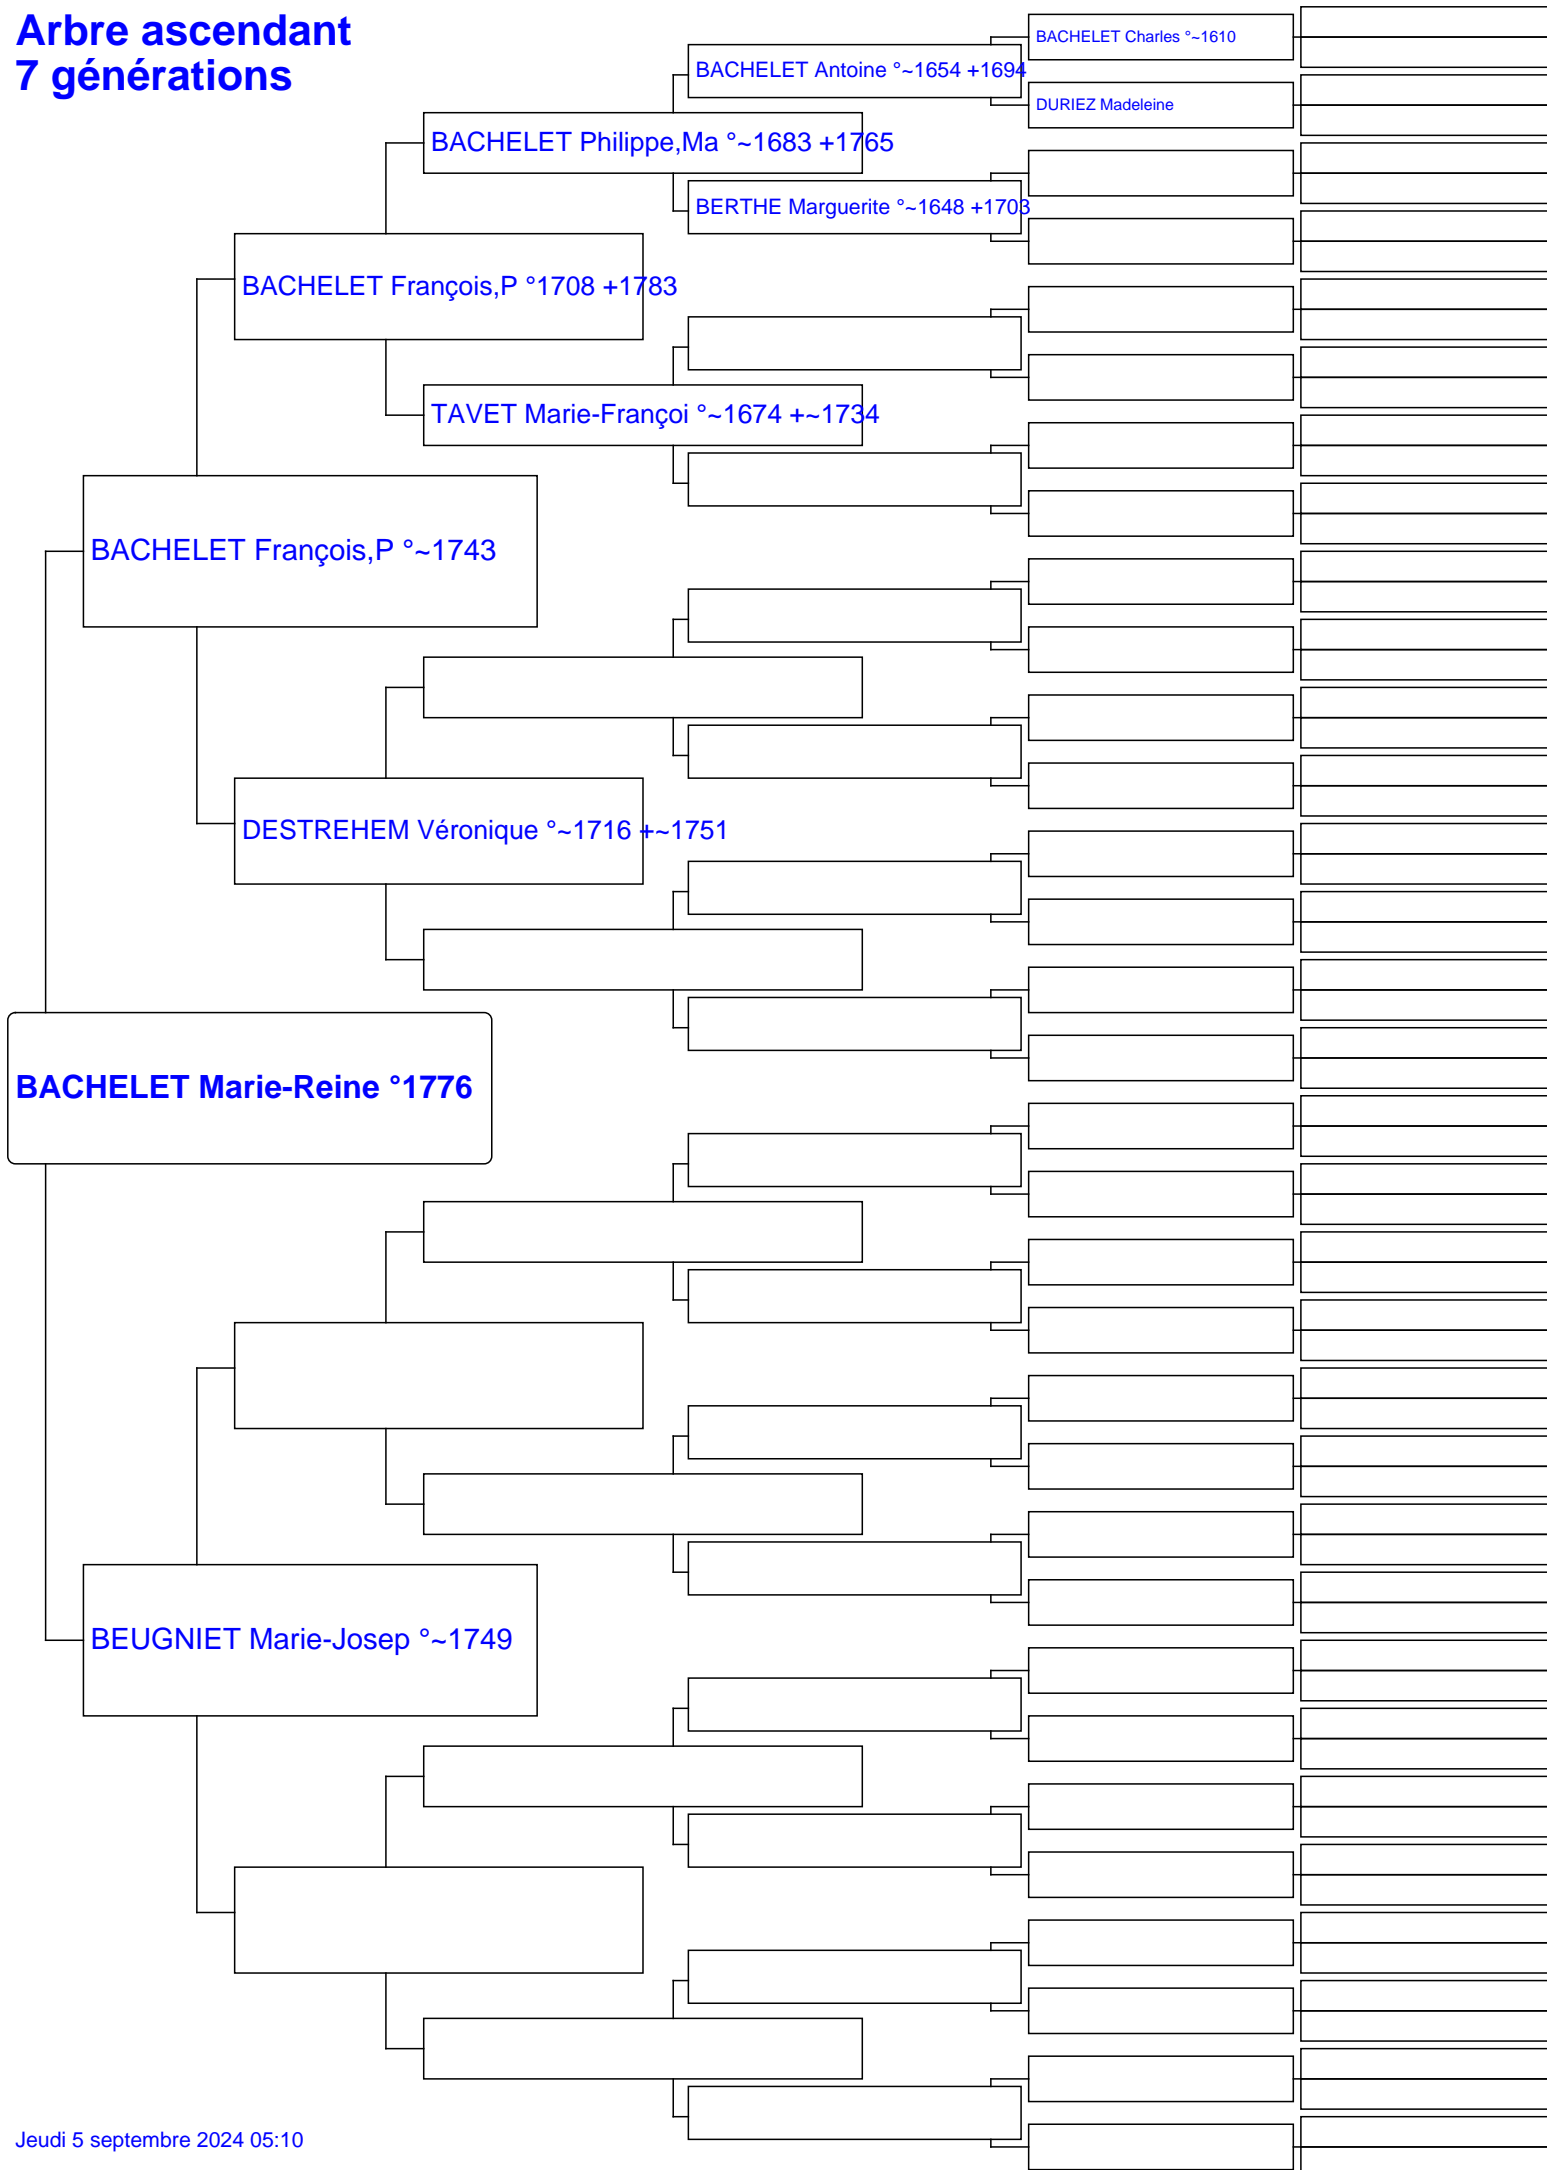 Arbre ascendant
7 générations
BACHELET Charles °~1610
BACHELET Antoine °~1654 +1694
DURIEZ Madeleine
BACHELET Philippe,Ma °~1683 +1765
BERTHE Marguerite °~1648 +1703
BACHELET François,P °1708 +1783
TAVET Marie-Françoi °~1674 +~1734
BACHELET François,P °~1743
DESTREHEM Véronique °~1716 +~1751
BACHELET Marie-Reine °1776
BEUGNIET Marie-Josep °~1749
Jeudi 5 septembre 2024 05:10